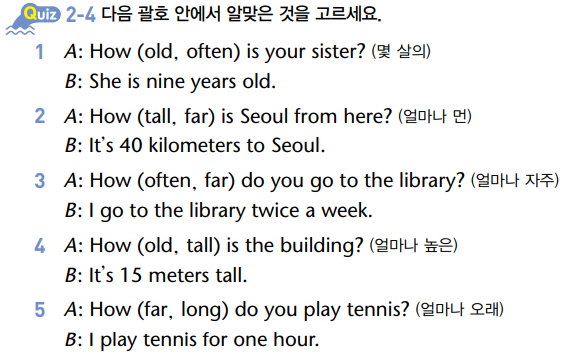 Quiz 2-4 다음 괄호 안에서 알맞은 것을 고르세요.
1 A: How (old, often) is your sister? (몇 살의)
B: She is nine years old.
2 A: How (tall, far) is Seoul from here? (얼마나 먼)
B: It's 40 kilometers to Seoul.
3 A: How (often, far) do you go to the library? (얼마나 자주)
B: I go to the library twice a week.
4 A: How (old, tall) is the building? (얼마나 높은)
B: It's 15 meters tall.
5 A: How (far, long) do you play tennis? (얼마나 오래)
B: I play tennis for one hour.